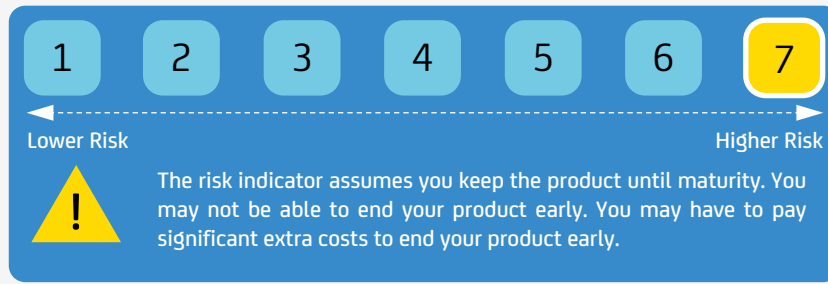 1 2 3 4 5 6 7
Lower Risk Higher Risk
!
The risk indicator assumes you keep the product until maturity. You
may not be able to end your product early. You may have to pay
significant extra costs to end your product early.